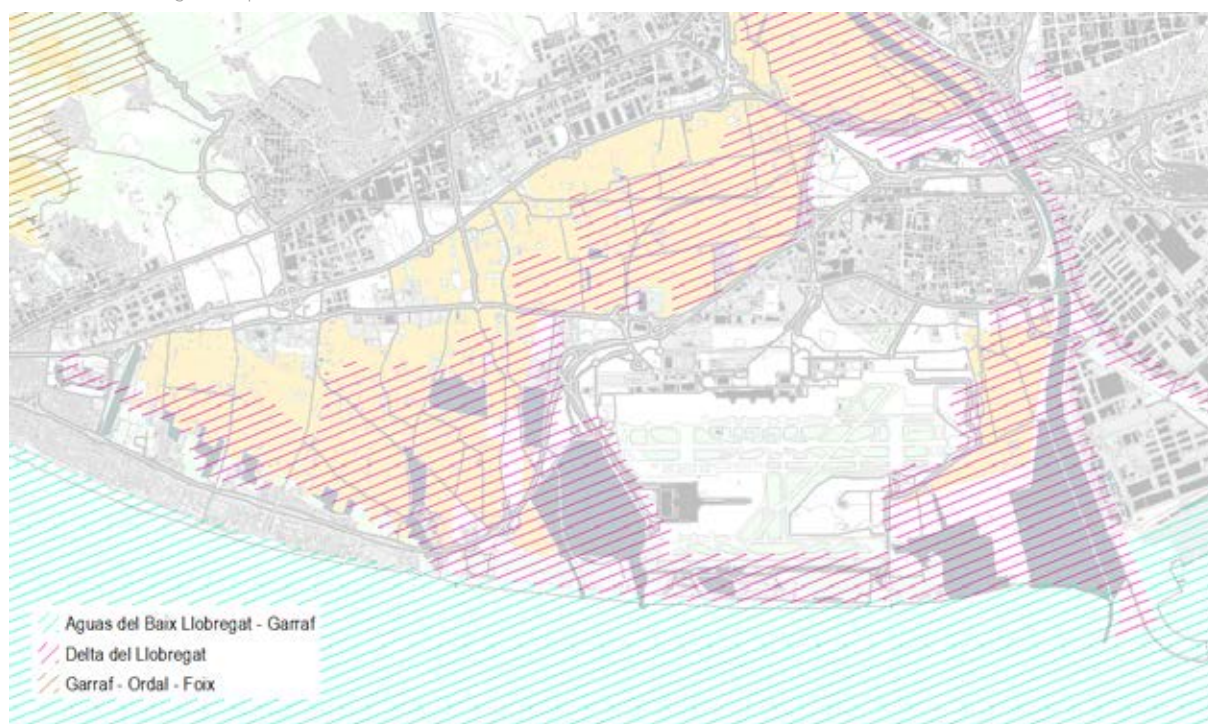 Aguas del Baix Llobregat - Garraf
Delta del Llobregat
Garraf - Ordal - Foix